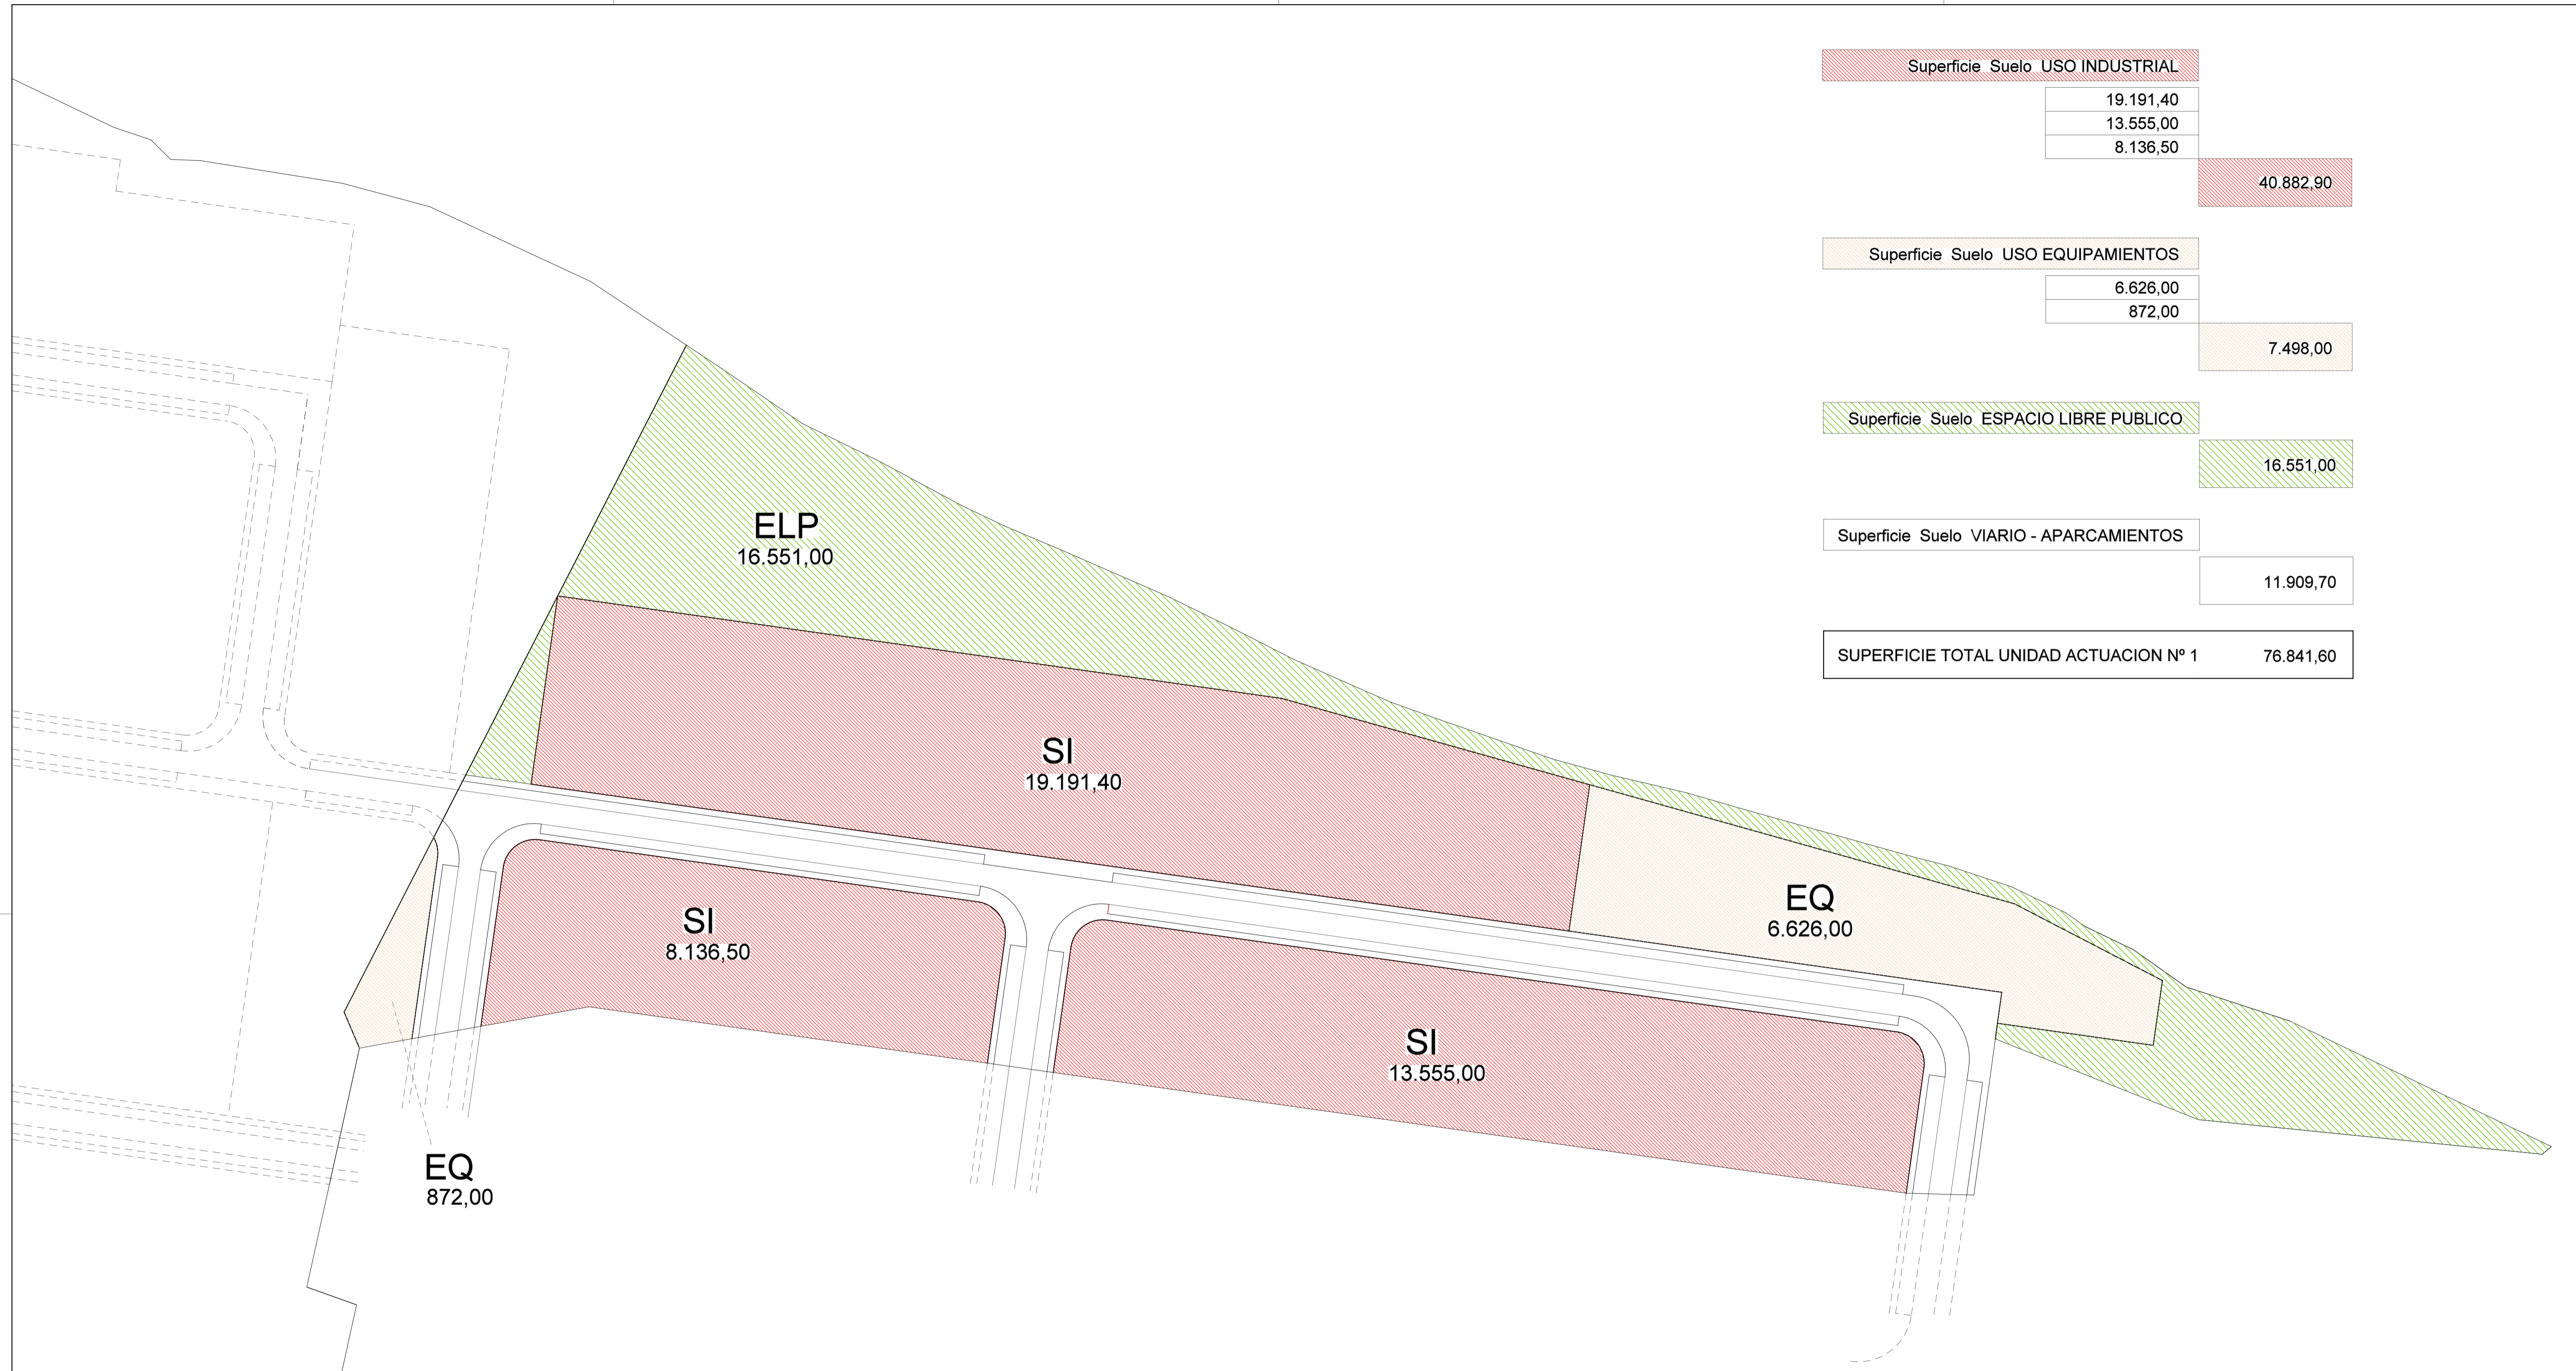 Superficie Suelo USO INDUSTRIAL
19.191,40
13.555,00
8.136,50
40.882,90
Superficie Suelo USO EQUIPAMIENTOS
6.626,00
872,00
7.498,00
Superficie Suelo ESPACIO LIBRE PUBLICO
16.551,00
Superficie Suelo VIARIO - APARCAMIENTOS
11.909,70
SUPERFICIE TOTAL UNIDAD ACTUACION Nº 1 76.841,60
ELP
16.551,00
SI
19.191,40
EQ
6.626,00
SI
8.136,50
SI
13.555,00
EQ
872,00